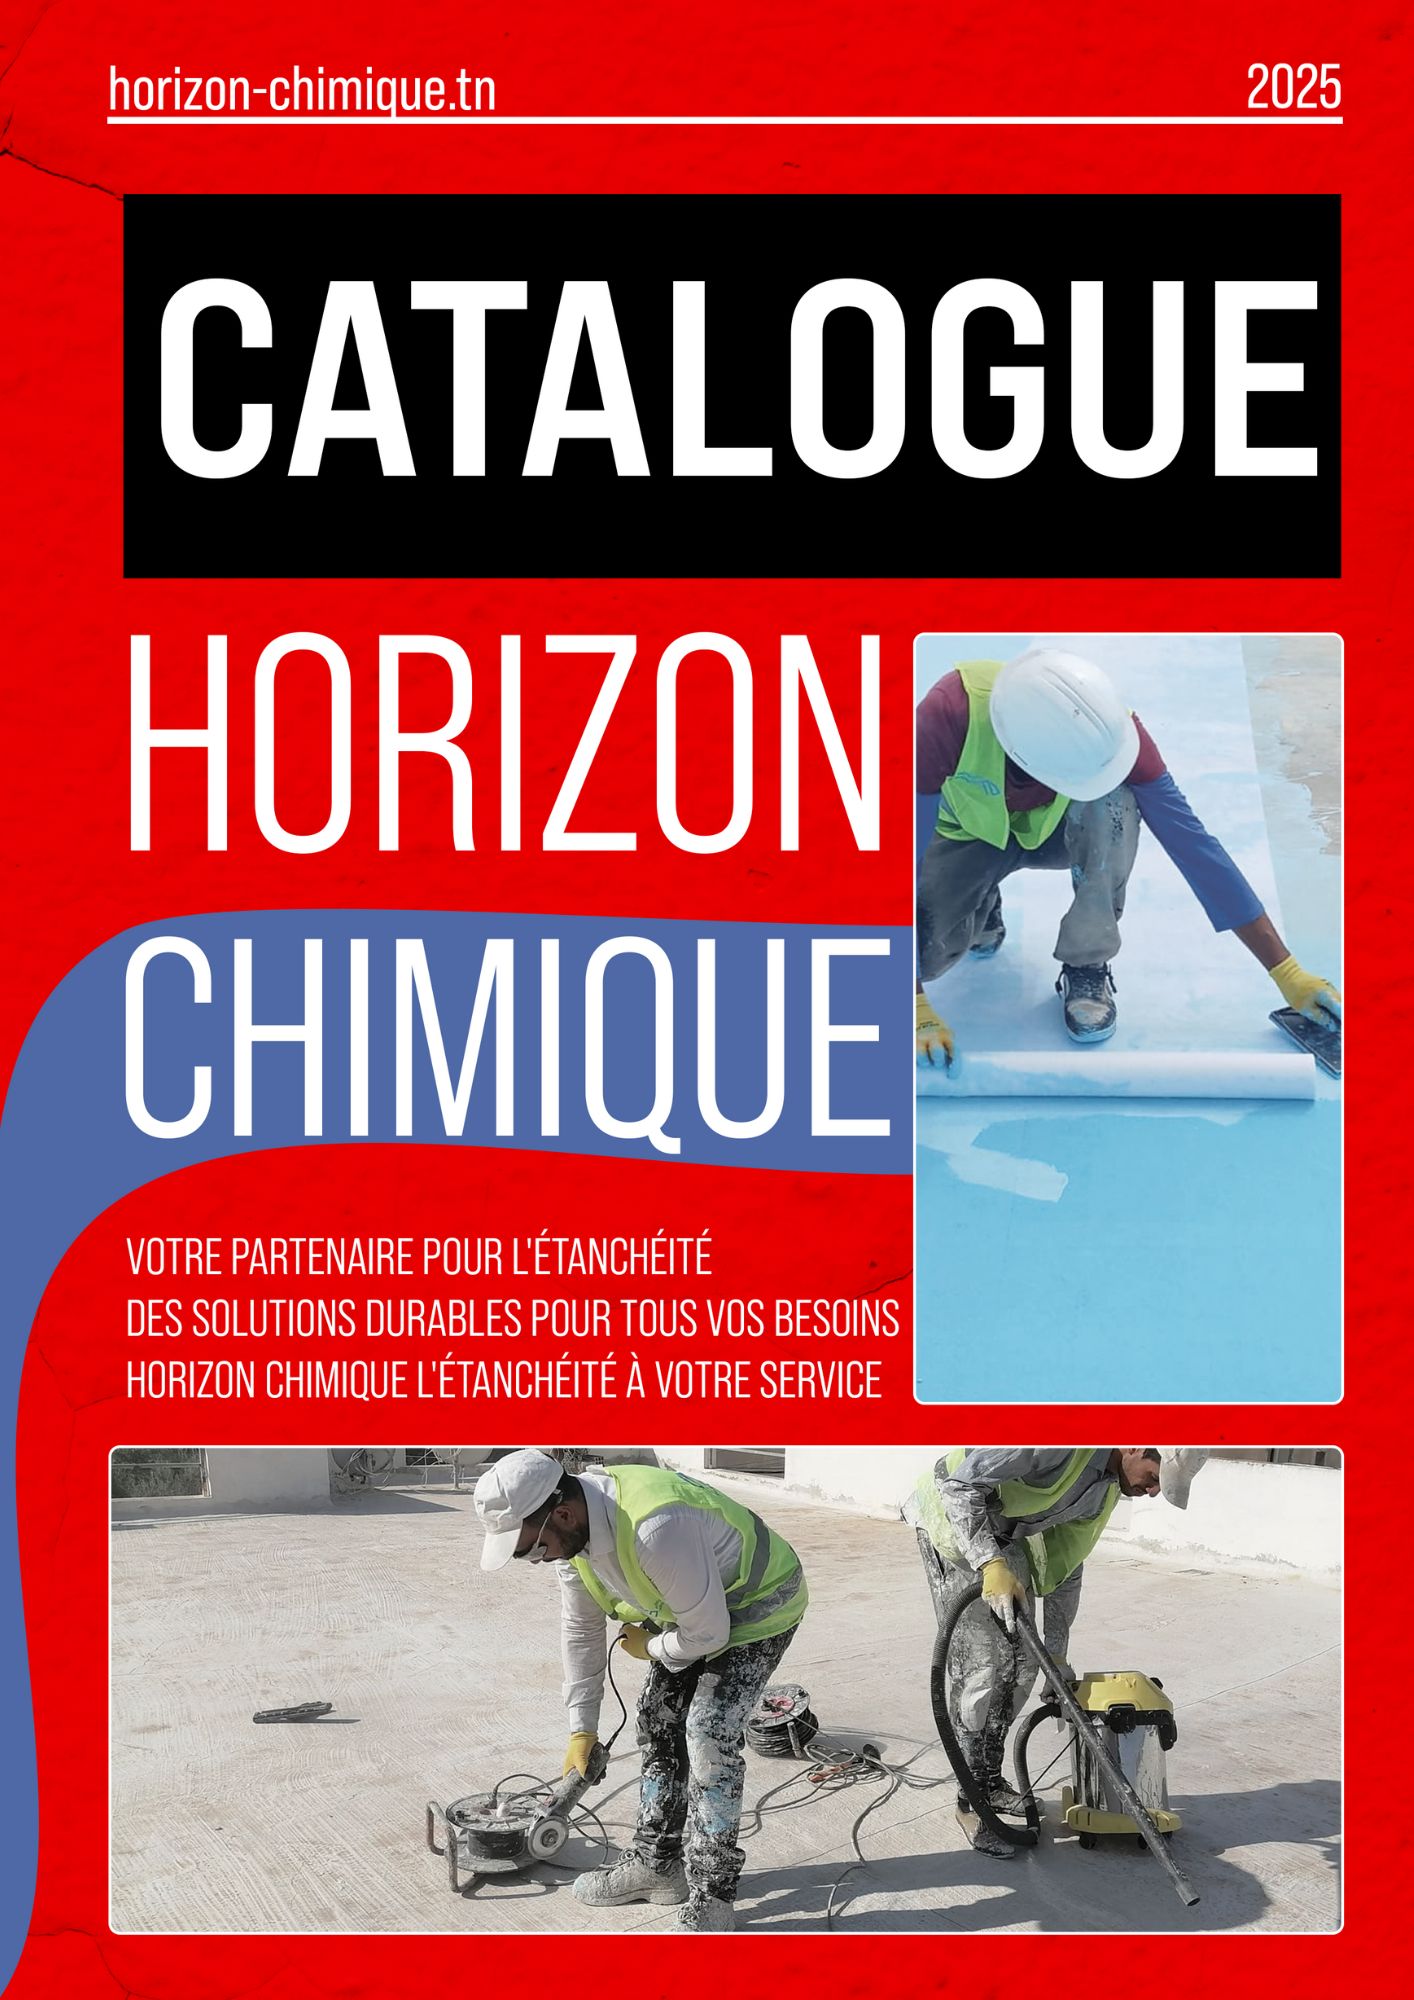 horizon-chimique.tn
2025
CATALOGUE
HORIZON
CHIMIQUE
VOTRE PARTENAIRE POUR L'ÉTANCHÉITÉ
DES SOLUTIONS DURABLES POUR TOUS VOS BESOINS
HORIZON CHIMIQUE L'ÉTANCHÉITÉ À VOTRE SERVICE